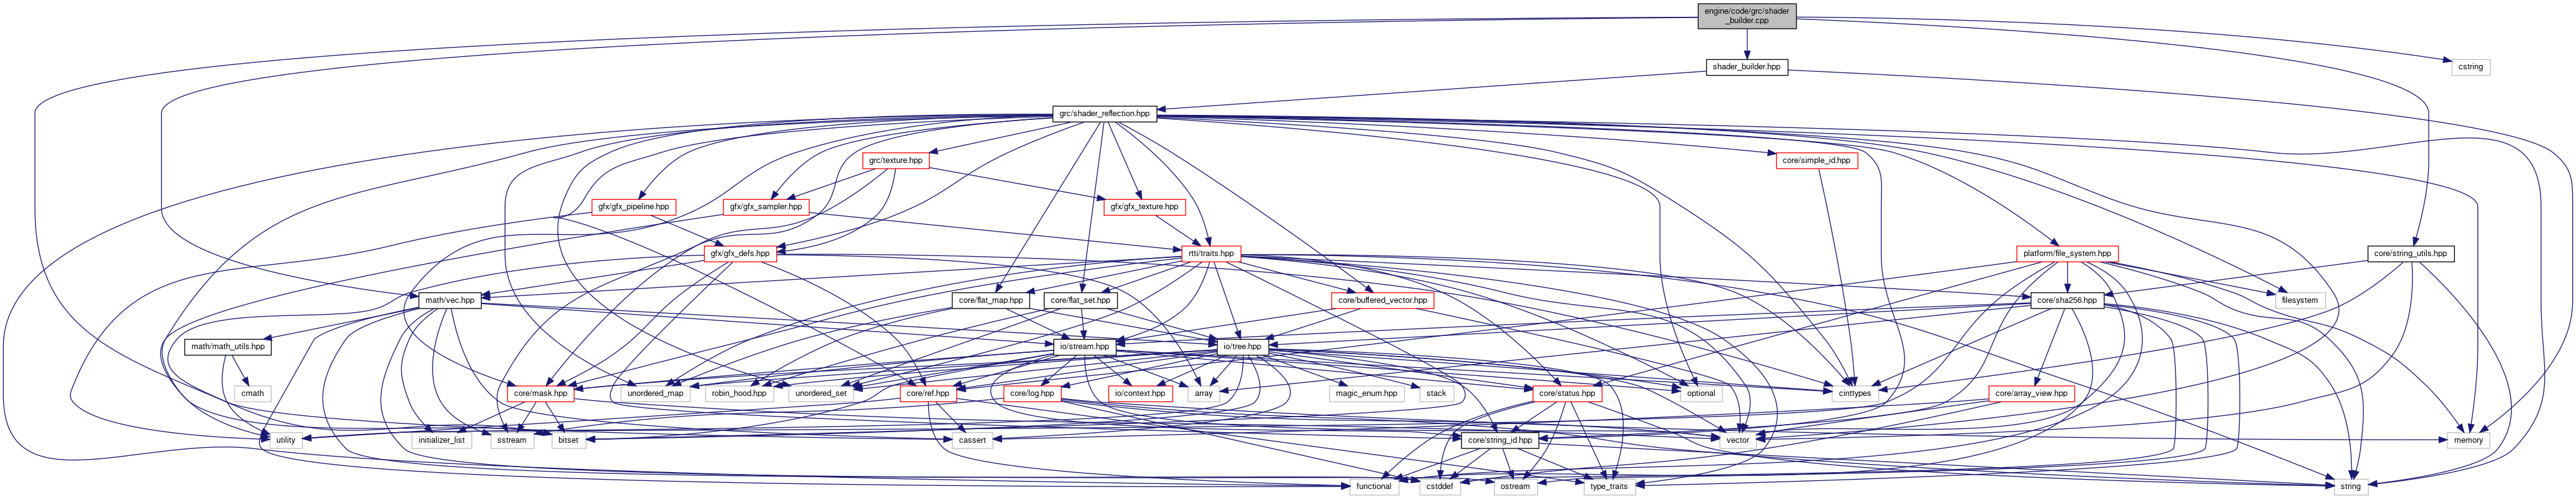 engine/code/grc/shader
_builder.cpp
shader_builder.hpp
cstring
grc/shader_reflection.hpp
grc/texture.hpp
core/simple_id.hpp
gfx/gfx_pipeline.hpp
gfx/gfx_sampler.hpp
gfx/gfx_texture.hpp
gfx/gfx_defs.hpp
rtti/traits.hpp
platform/file_system.hpp
core/string_utils.hpp
math/vec.hpp
core/flat_map.hpp
core/flat_set.hpp
core/buffered_vector.hpp
core/sha256.hpp
filesystem
math/math_utils.hpp
io/stream.hpp
io/tree.hpp
cmath
core/mask.hpp
unordered_map
robin_hood.hpp
unordered_set
core/ref.hpp
core/log.hpp
io/context.hpp
array
magic_enum.hpp
stack
core/status.hpp
optional
cinttypes
core/array_view.hpp
utility
initializer_list
sstream
bitset
cassert
core/string_id.hpp
vector
memory
functional
cstddef
ostream
type_traits
string